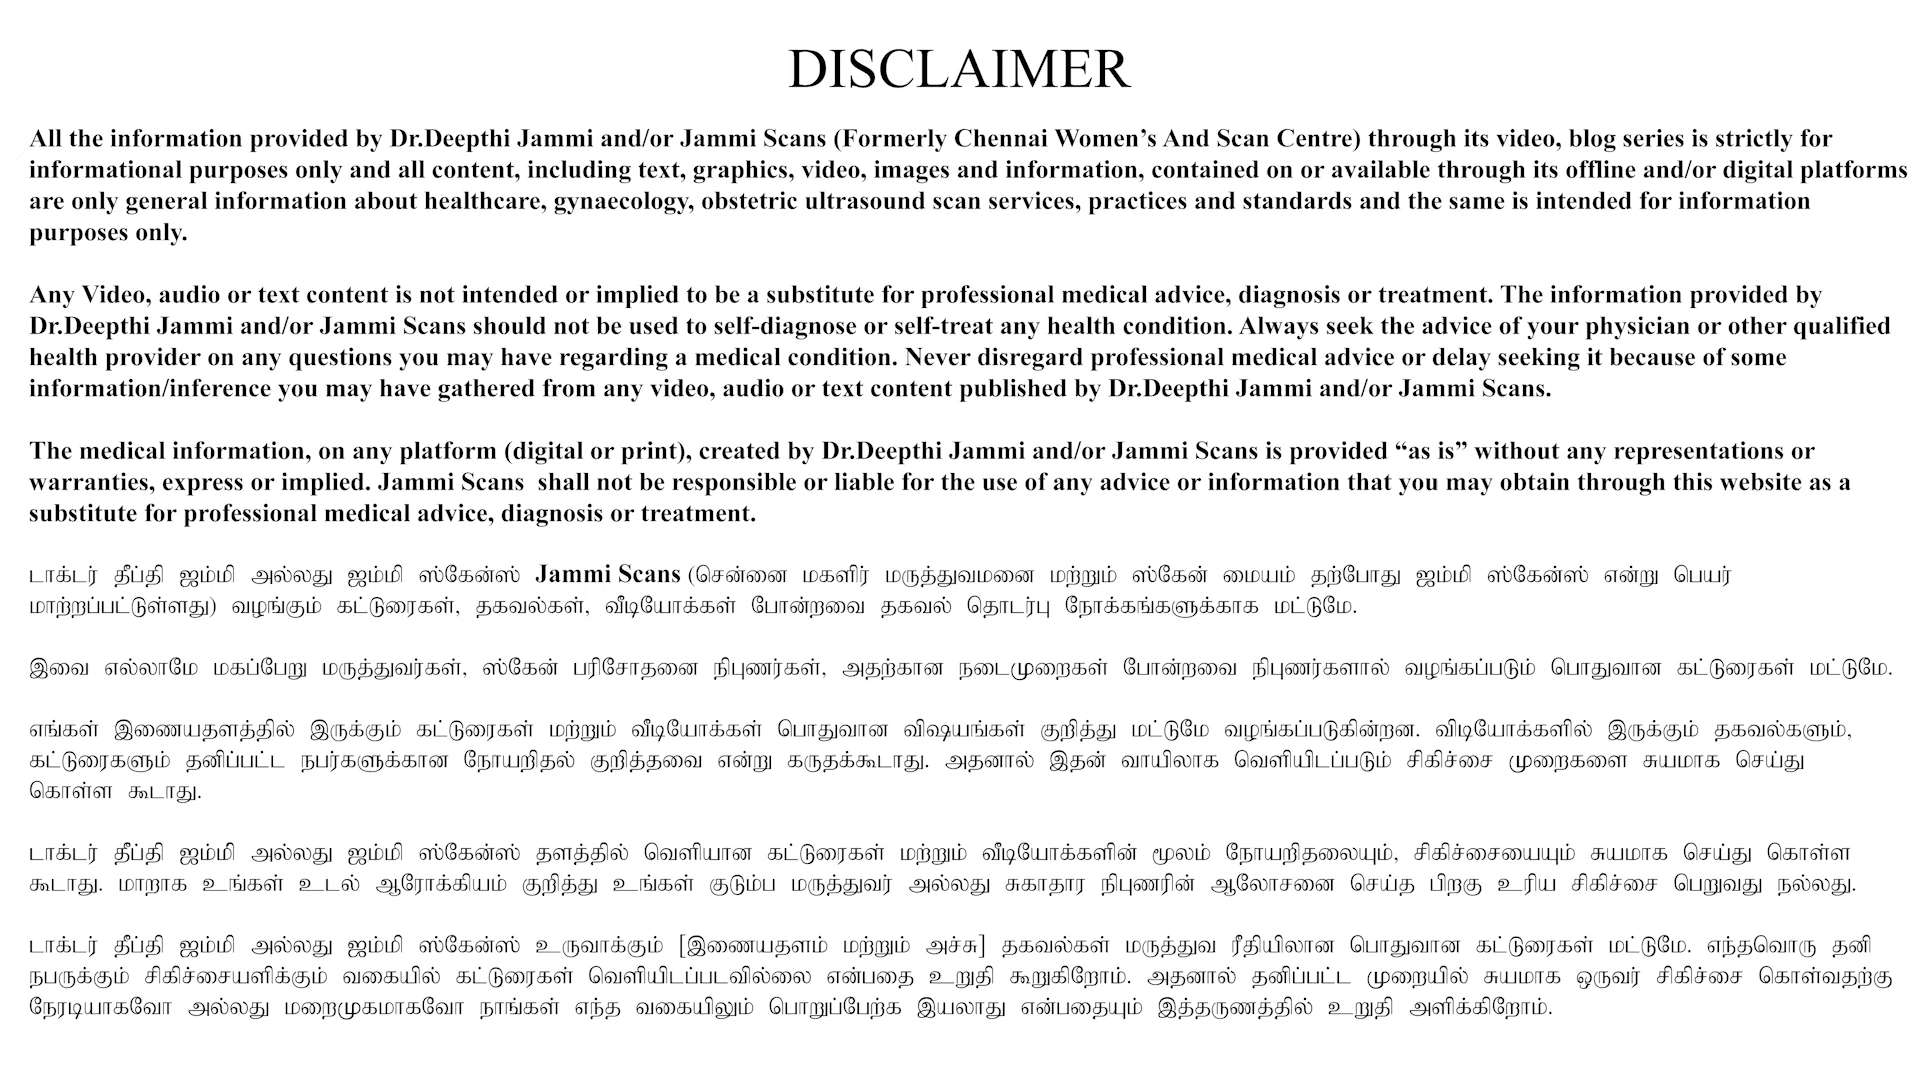 DISCLAIMER
All the information provided by Dr.Deepthi Jammi and/or Jammi Scans (Formerly Chennai Women’s And Scan Centre) through its video, blog series is strictly for
informational purposes only and all content, including text, graphics, video, images and information, contained on or available through its offline and/or digital platforms
are only general information about healthcare, gynaecology, obstetric ultrasound scan services, practices and standards and the same is intended for information
purposes only.
Any Video, audio or text content is not intended or implied to be a substitute for professional medical advice, diagnosis or treatment. The information provided by
Dr.Deepthi Jammi and/or Jammi Scans should not be used to self-diagnose or self-treat any health condition. Always seek the advice of your physician or other qualified
health provider on any questions you may have regarding a medical condition. Never disregard professional medical advice or delay seeking it because of some
information/inference you may have gathered from any video, audio or text content published by Dr.Deepthi Jammi and/or Jammi Scans.
The medical information, on any platform (digital or print), created by Dr.Deepthi Jammi and/or Jammi Scans is provided “as is” without any representations or
warranties, express or implied. Jammi Scans  shall not be responsible or liable for the use of any advice or information that you may obtain through this website as a
substitute for professional medical advice, diagnosis or treatment.
டாக்டர் தீப்தி ஜம்மி அல்லது ஜம்மி ஸ்கேன்ஸ் Jammi Scans (சென்னை மகளிர் மருத்துவமனை மற்றும் ஸ்கேன் மையம் தற்போது ஜம்மி ஸ்கேன்ஸ் என்று பெயர்
மாற்றப்பட்டுள்ளது) வழங்கும் கட்டுரைகள், தகவல்கள், வீடியோக்கள் போன்றவை தகவல் தொடர்பு நோக்கங்களுக்காக மட்டுமே.
இவை எல்லாமே மகப்பேறு மருத்துவர்கள், ஸ்கேன் பரிசோதனை நிபுணர்கள், அதற்கான நடைமுறைகள் போன்றவை நிபுணர்களால் வழங்கப்படும் பொதுவான கட்டுரைகள் மட்டுமே.
எங்கள் இணையதளத்தில் இருக்கும் கட்டுரைகள் மற்றும் வீடியோக்கள் பொதுவான விஷயங்கள் குறித்து மட்டுமே வழங்கப்படுகின்றன. விடியோக்களில் இருக்கும் தகவல்களும்,
கட்டுரைகளும் தனிப்பட்ட நபர்களுக்கான நோயறிதல் குறித்தவை என்று கருதக்கூடாது. அதனால் இதன் வாயிலாக வெளியிடப்படும் சிகிச்சை முறைகளை சுயமாக செய்து
கொள்ள கூடாது.
டாக்டர் தீப்தி ஜம்மி அல்லது ஜம்மி ஸ்கேன்ஸ் தளத்தில் வெளியான கட்டுரைகள் மற்றும் வீடியோக்களின் மூலம் நோயறிதலையும், சிகிச்சையையும் சுயமாக செய்து கொள்ள
கூடாது. மாறாக உங்கள் உடல் ஆரோக்கியம் குறித்து உங்கள் குடும்ப மருத்துவர் அல்லது சுகாதார நிபுணரின் ஆலோசனை செய்த பிறகு உரிய சிகிச்சை பெறுவது நல்லது.
டாக்டர் தீப்தி ஜம்மி அல்லது ஜம்மி ஸ்கேன்ஸ் உருவாக்கும் [இணையதளம் மற்றும் அச்சு] தகவல்கள் மருத்துவ ரீதியிலான பொதுவான கட்டுரைகள் மட்டுமே. எந்தவொரு தனி
நபருக்கும் சிகிச்சையளிக்கும் வகையில் கட்டுரைகள் வெளியிடப்படவில்லை என்பதை உறுதி கூறுகிறோம். அதனால் தனிப்பட்ட முறையில் சுயமாக ஒருவர் சிகிச்சை கொள்வதற்கு
நேரடியாகவோ அல்லது மறைமுகமாகவோ நாங்கள் எந்த வகையிலும் பொறுப்பேற்க இயலாது என்பதையும் இத்தருணத்தில் உறுதி அளிக்கிறோம்.